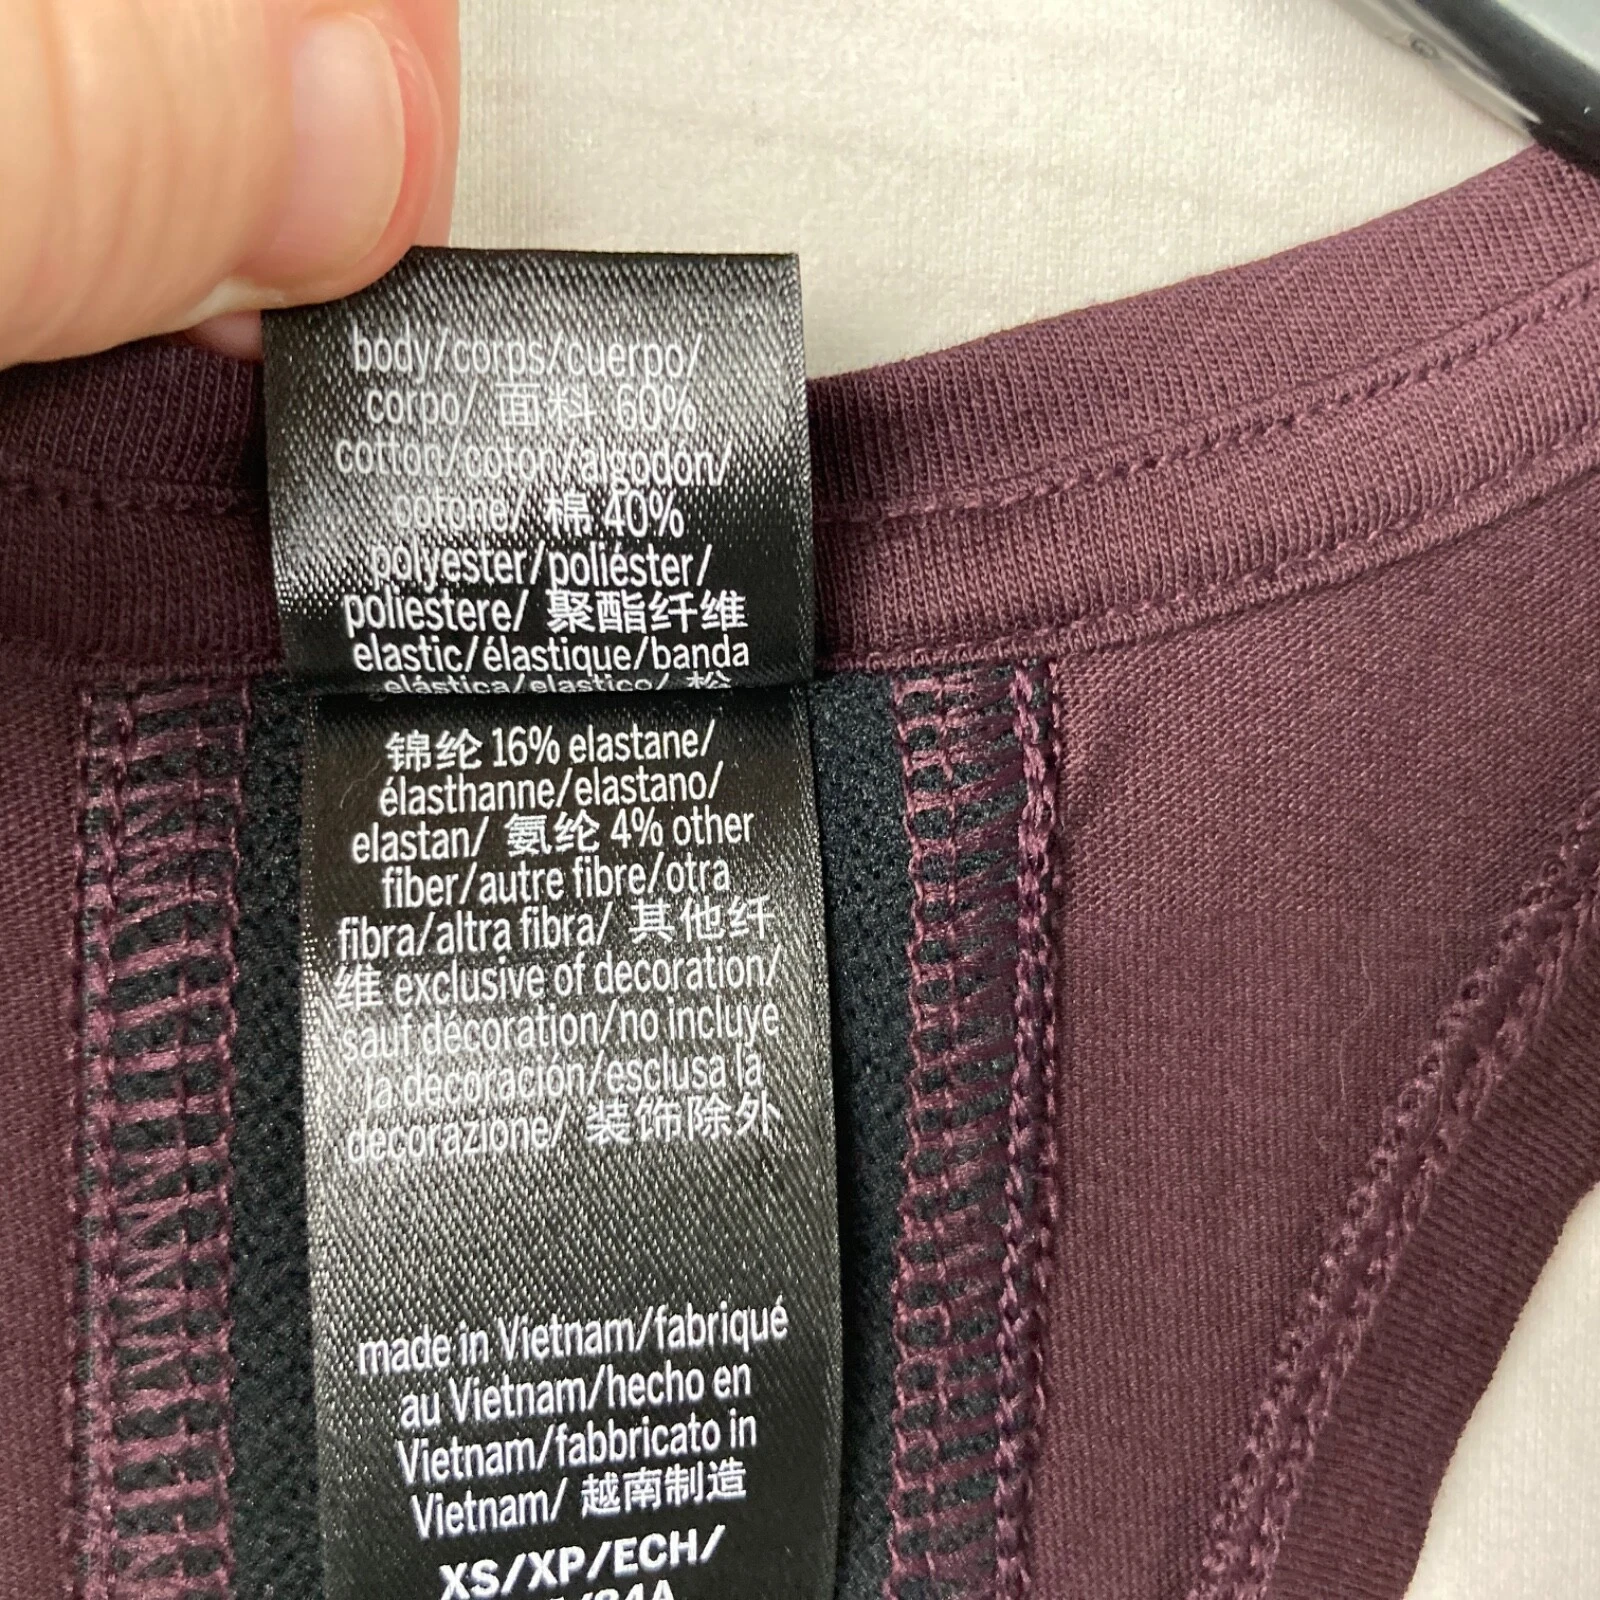 body/corps/cuerpo/
corpo/ 面料 60%
cotton/coton/algodón/
cotone/ 棉 40%
polyester/poliéster/
poliestere/ 聚酯纤维
elastic/élastique/banda
elástica/elastico/ 松
锦纶 16% elastane/
élasthanne/elastano/
elastan/ 氨纶 4% other
fiber/autre fibre/otra
fibra/altra fibra/ 其他纤
维 exclusive of decoration/
sauf décoration/no incluye
la decoración/esclusa la
decorazione/ 装饰除外
made in Vietnam/fabriqué
au Vietnam/hecho en
Vietnam/fabbricato in
Vietnam/ 越南制造
XS/XP/ECH/
/84A